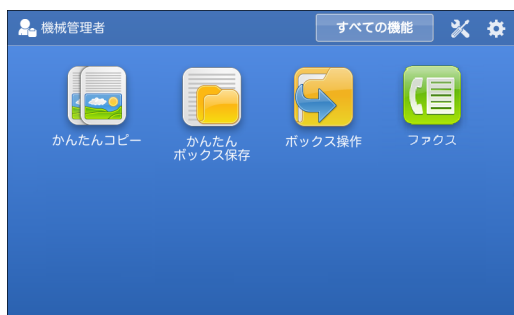 機械管理者
すべての機能
かんたんコピー
かんたん
ボックス保存
ボックス操作
ファクス